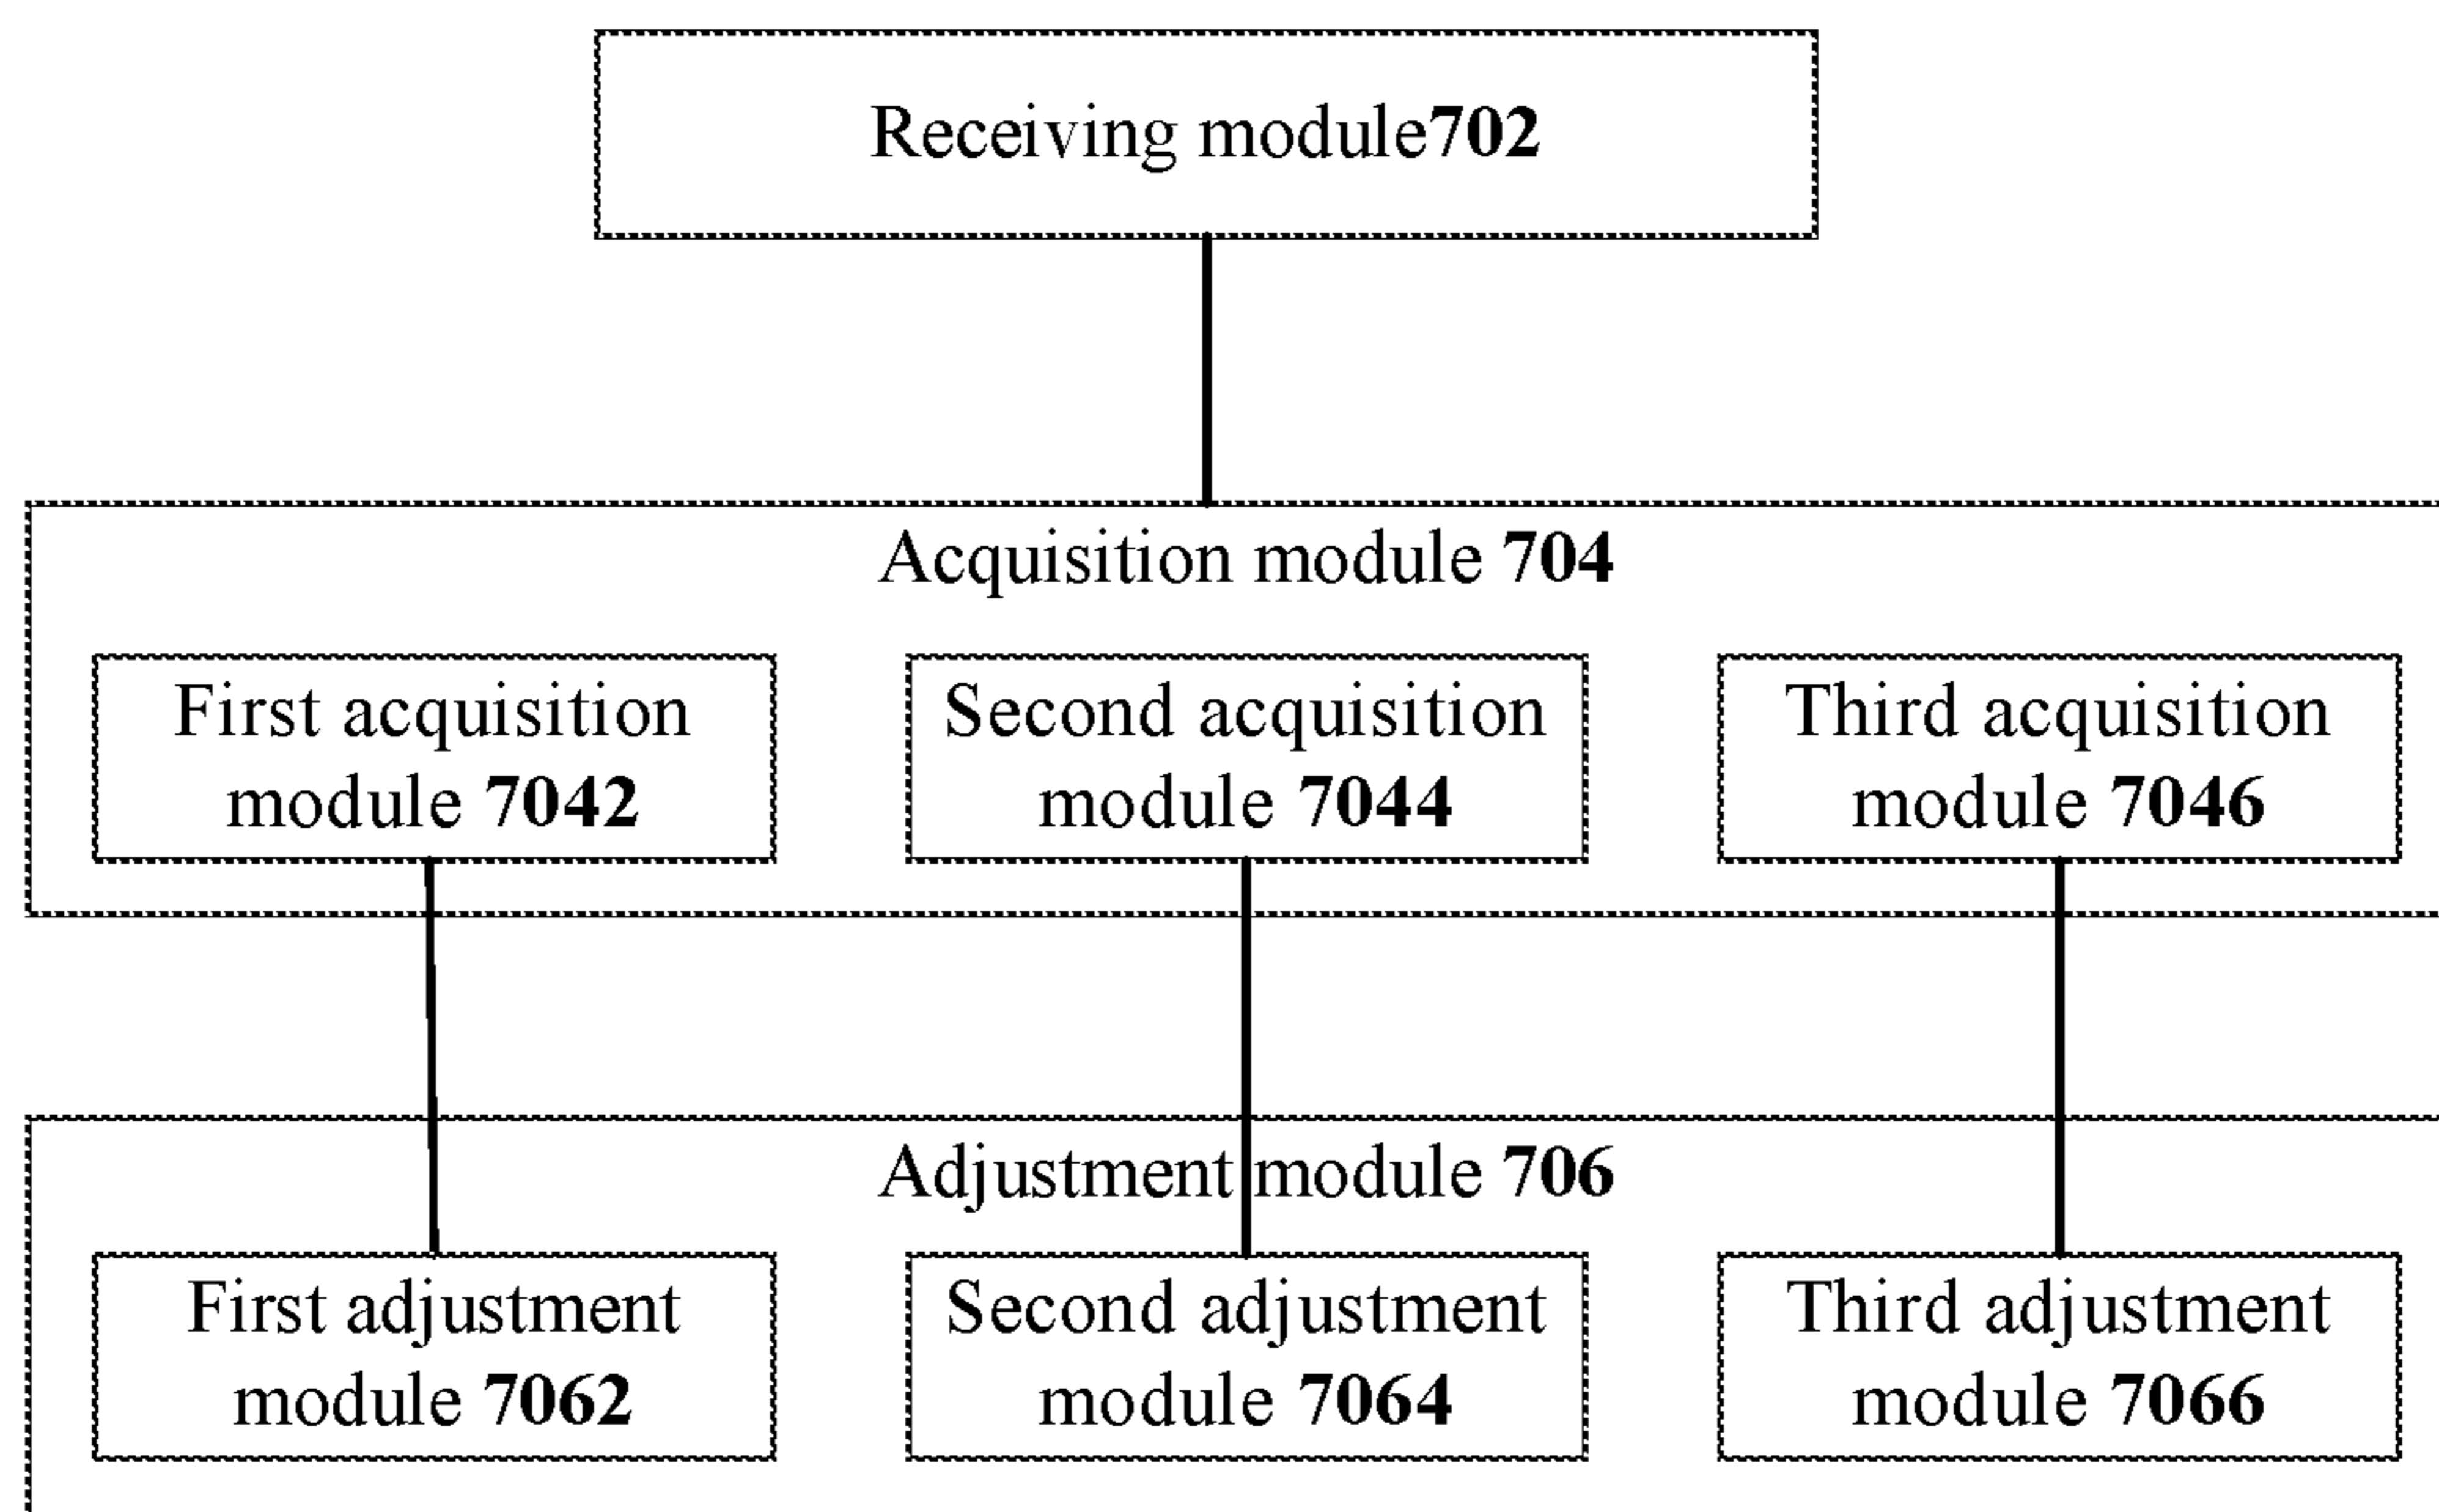 Receiving module702
Acquisition module 704
First acquisition
module 7042
Second acquisition
module 7044
Third acquisition
module 7046
Adjustment module 706
First adjustment
module 7062
Second adjustment
module 7064
Third adjustment
module 7066